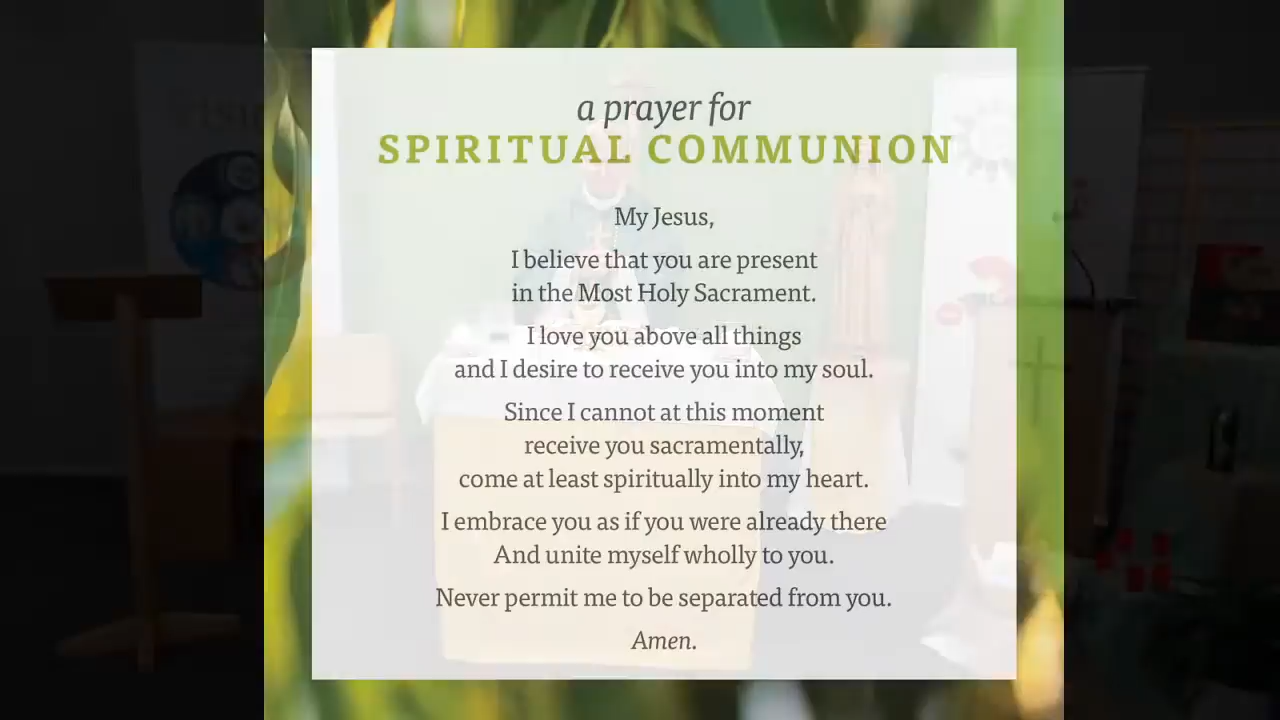 a prayer for
SPIRITUAL COMMUNION
My Jesus,
I believe that you are present
in the Most Holy Sacrament.
I love you above all things
and I desire to receive you into my soul.
Since I cannot at this moment
receive you sacramentally,
come at least spiritually into my heart.
I embrace you as if you were already there
And unite myself wholly to you.
Never permit me to be separated from you.
Amen.